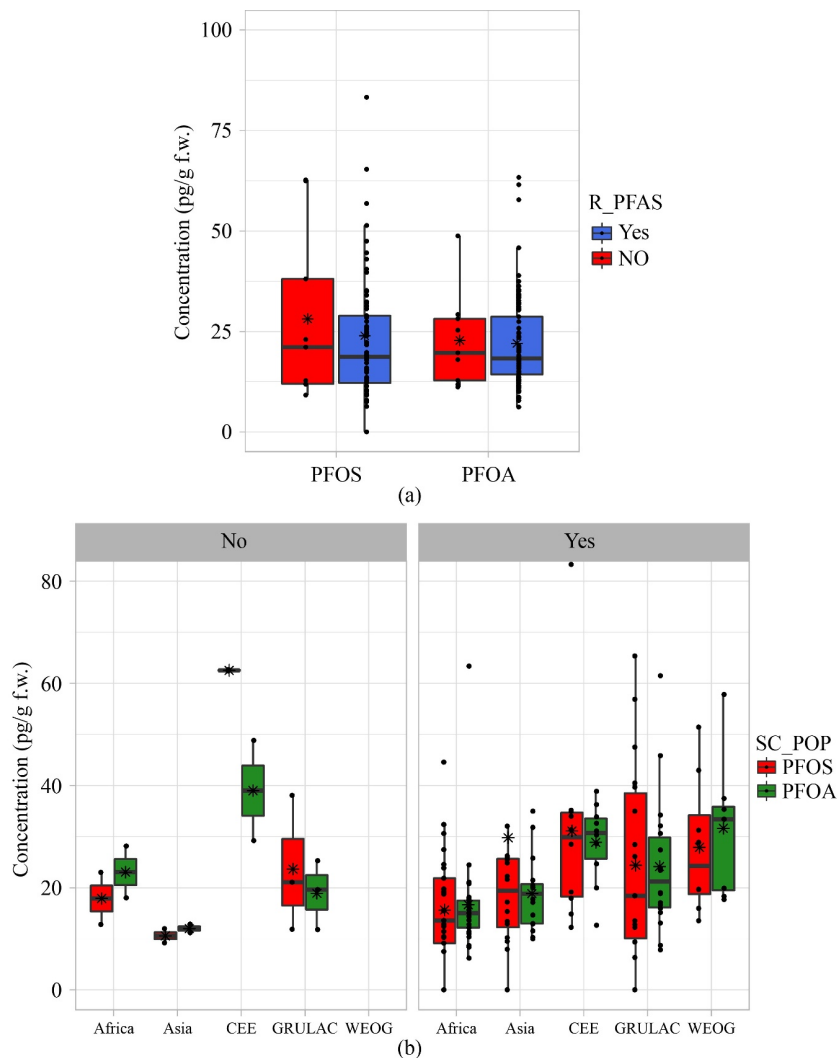 100
75
50
25
0
Concentration (pg/g f.w.)
R_PFAS
Yes
NO
PFOS PFOA
(a)
No Yes
80
60
40
20
0
Concentration (pg/g f.w.)
SC_POP
PFOS
PFOA
Africa Asia CEE GRULAC WEOG Africa Asia CEE GRULAC WEOG
(b)